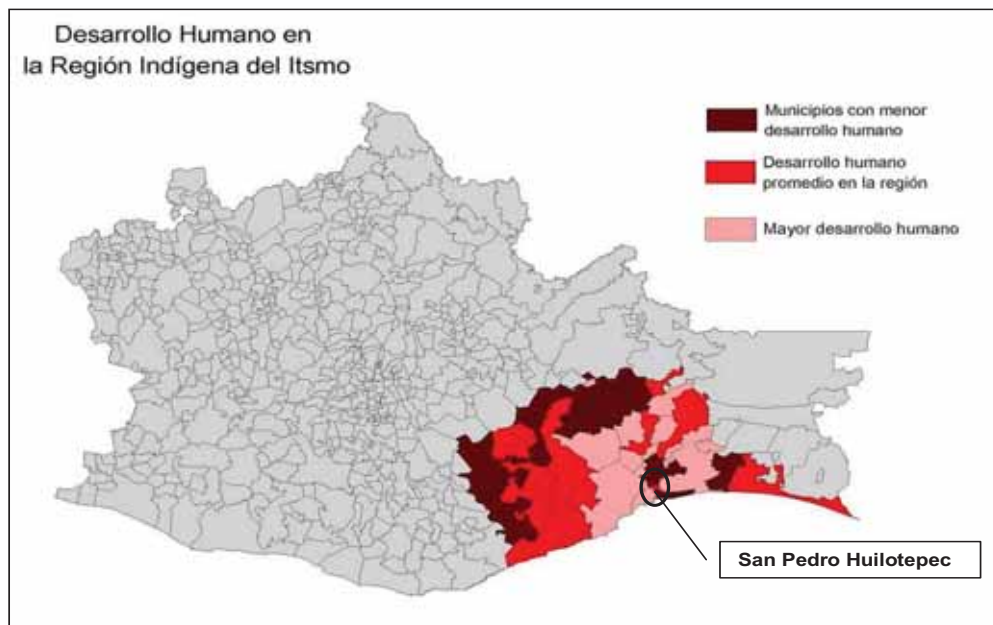 Desarrollo Humano en
la Región Indígena del Itsmo
Municipios con menor
desarrollo humano
Desarrollo humano
promedio en la región
Mayor desarrollo humano
San Pedro Huilotepec